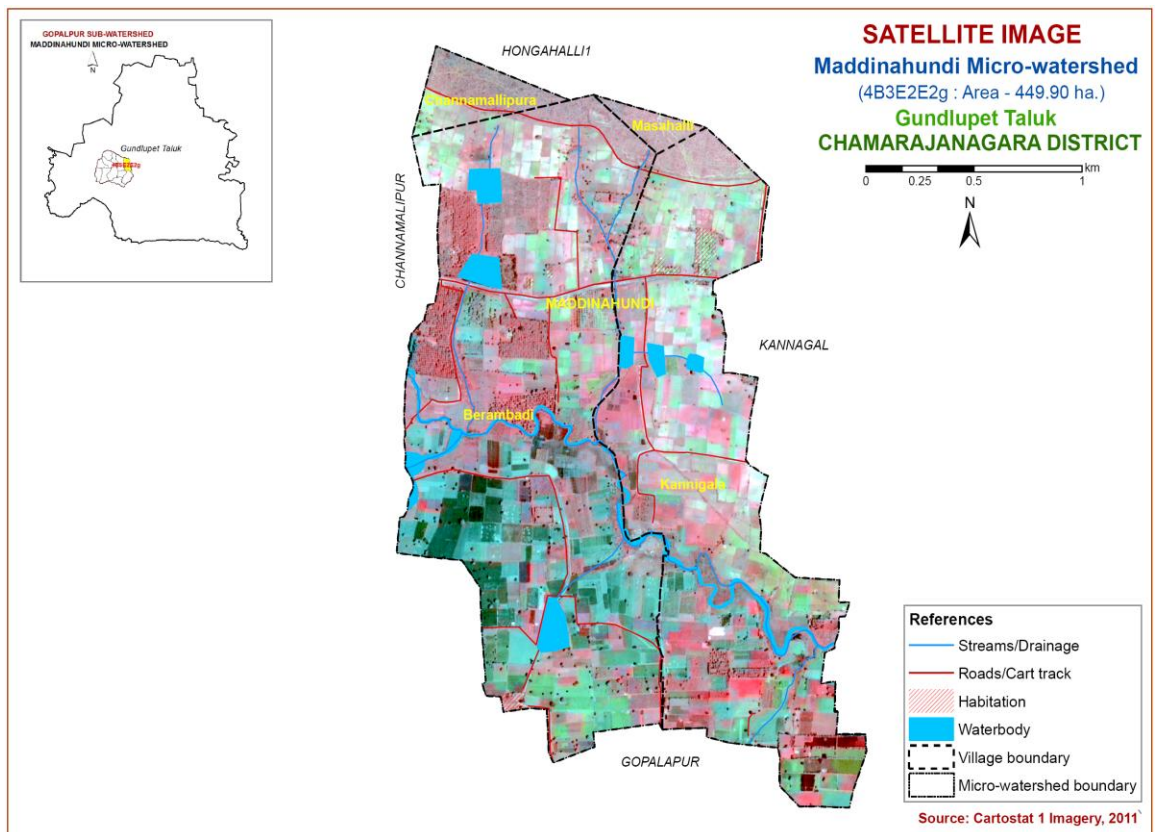 GOPALPUR SUB-WATERSHED
MADDINAHUNDI MICRO-WATERSHED
N
Gundlupet Taluk
4B3E2E2g
SATELLITE IMAGE
Maddinahundi Micro-watershed
(4B3E2E2g : Area - 449.90 ha.)
Gundlupet Taluk
CHAMARAJANAGARA DISTRICT
km
0 0.25 0.5 1
N
HONGAHALLI1
Channamallipura
Masahalli
CHANNAMALIPUR
MADDINAHUNDI
KANNAGAL
Berambadi
Kannigala
GOPALAPUR
References
Streams/Drainage
Roads/Cart track
Habitation
Waterbody
Village boundary
Micro-watershed boundary
Source: Cartostat 1 Imagery, 2011`